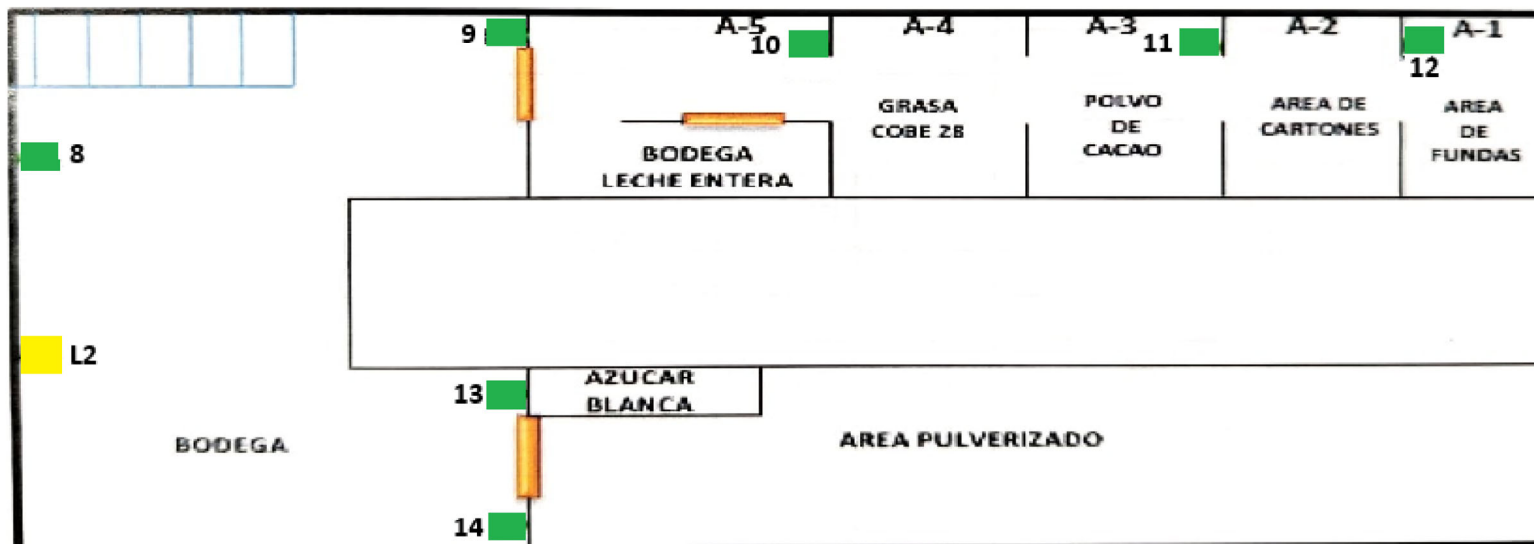 9
A-5
10
A-4
A-3
11
A-2
A-1
12
GRASA
COBE 2B
POLVO
DE
CACAO
AREA DE
CARTONES
AREA
DE
FUNDAS
8
BODEGA
LECHE ENTERA
L2
13
AZUCAR
BLANCA
BODEGA
AREA PULVERIZADO
14